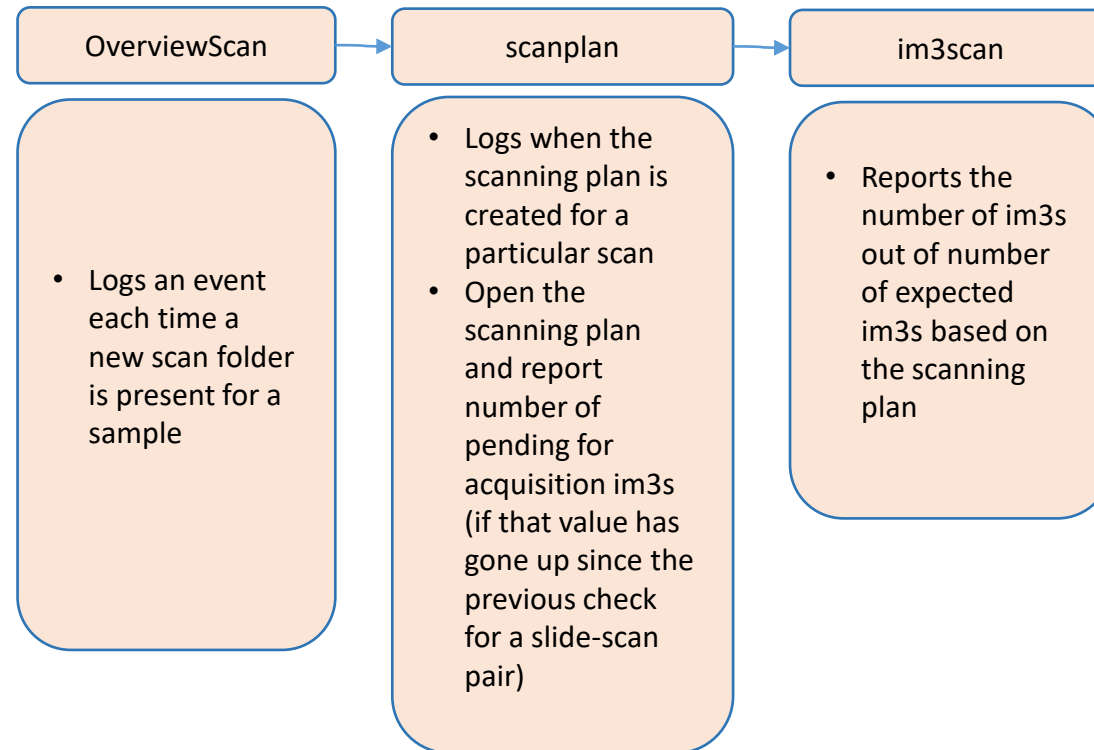 OverviewScan
scanplan
im3scan
• Logs an event
each time a
new scan folder
is present for a
sample
• Logs when the
scanning plan is
created for a
particular scan
• Open the
scanning plan
and report
number of
pending for
acquisition im3s
(if that value has
gone up since the
previous check
for a slide-scan
pair)
• Reports the
number of im3s
out of number
of expected
im3s based on
the scanning
plan